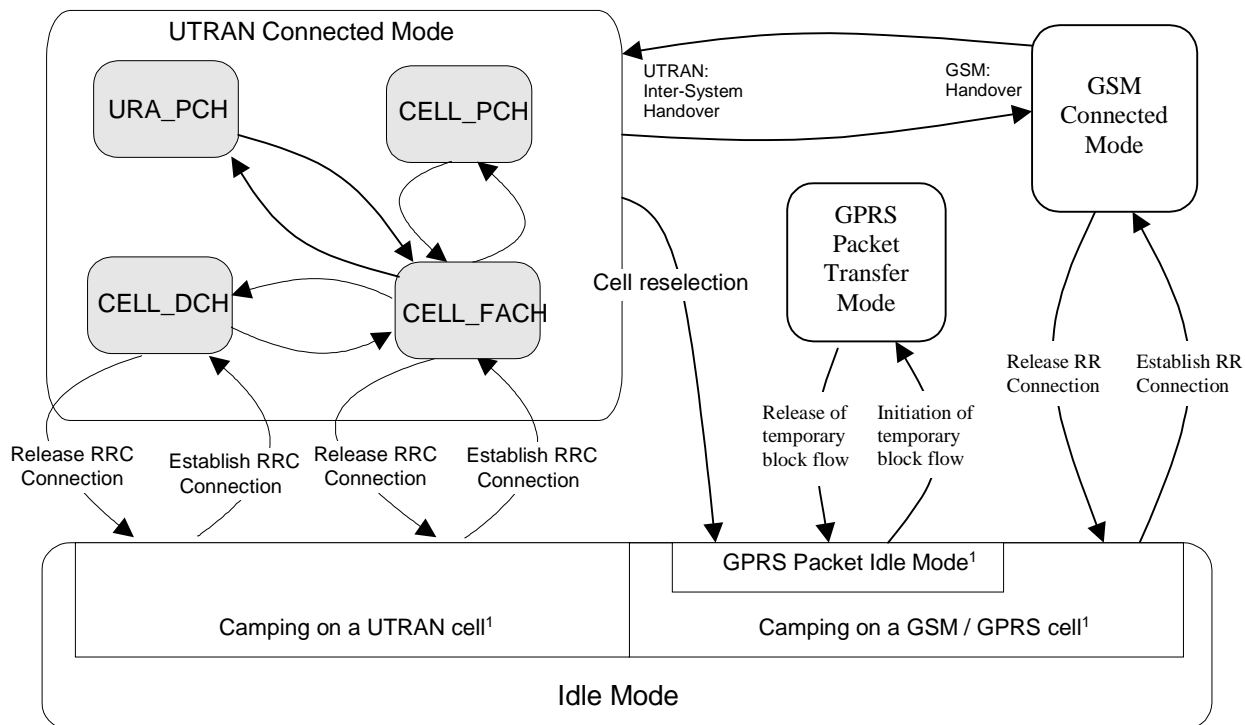 UTRAN Connected Mode
URA_PCH
CELL_PCH
CELL_DCH
CELL_FACH
UTRAN:
Inter-System
Handover
GSM:
Handover
GSM
Connected
Mode
GPRS
Packet
Transfer
Mode
Cell reselection
Release RR
Connection
Establish RR
Connection
Release of
temporary
block flow
Initiation of
temporary
block flow
Release RRC
Connection
Establish RRC
Connection
Release RRC
Connection
Establish RRC
Connection
GPRS Packet Idle Mode¹
Camping on a UTRAN cell¹
Camping on a GSM / GPRS cell¹
Idle Mode